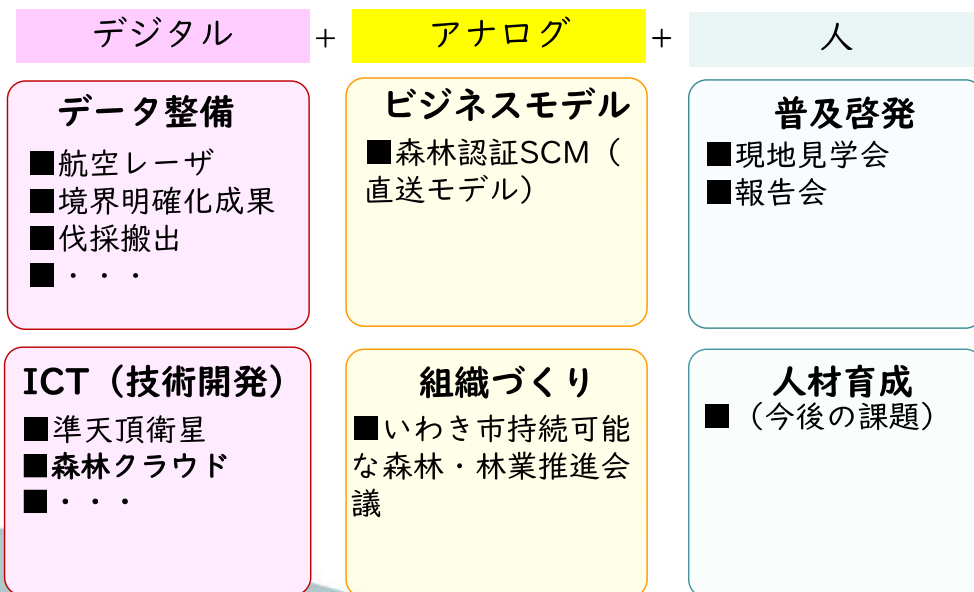 デジタル + アナログ + 人
データ整備
■航空レーザ
■境界明確化成果
■伐採搬出
■・・・
ビジネスモデル
■森林認証SCM（
直送モデル）
普及啓発
■現地見学会
■報告会
ICT（技術開発）
■準天頂衛星
■森林クラウド
■・・・
組織づくり
■いわき市持続可能
な森林・林業推進会
議
人材育成
■（今後の課題）